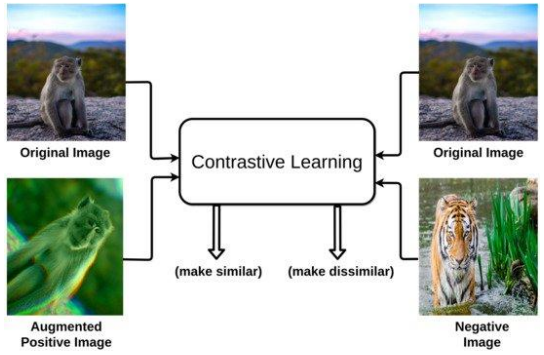 Original Image
Original Image
Contrastive Learning
(make similar)
(make dissimilar)
Augmented
Positive Image
Negative
Image